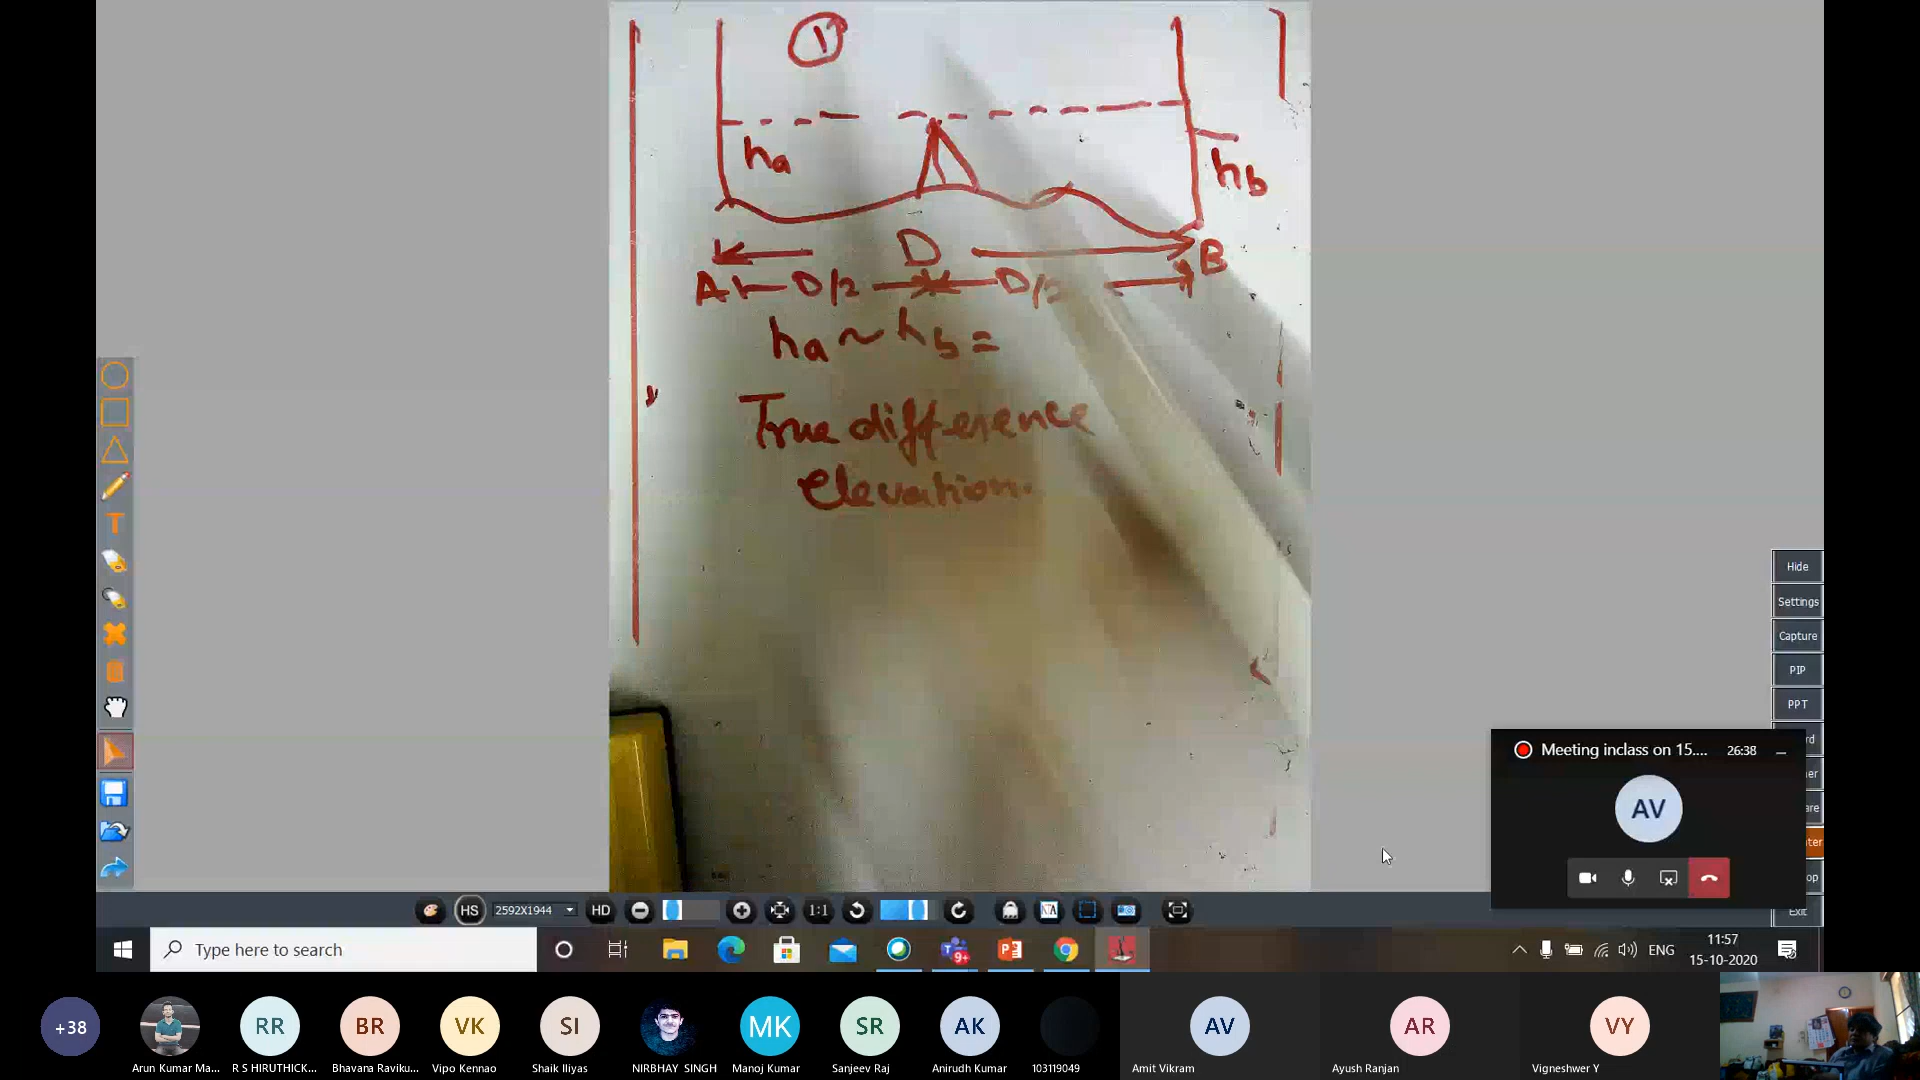 1
ha
hb
D
B
A D/2 D/2
ha ~ hb =
True difference
elevation.
Hide
Settings
Capture
PIP
PPT
Exit
Meeting inclass on 15.... 26:38
AV
HS
2592X1944
HD
1:1
Type here to search
9+
ENG
11:57
15-10-2020
+38
RR
BR
VK
SI
MK
SR
AK
AV
AR
VY
Arun Kumar Ma...
R S HIRUTHICK...
Bhavana Raviku...
Vipo Kennao
Shaik Iliyas
NIRBHAY SINGH
Manoj Kumar
Sanjeev Raj
Anirudh Kumar
103119049
Amit Vikram
Ayush Ranjan
Vigneshwer Y